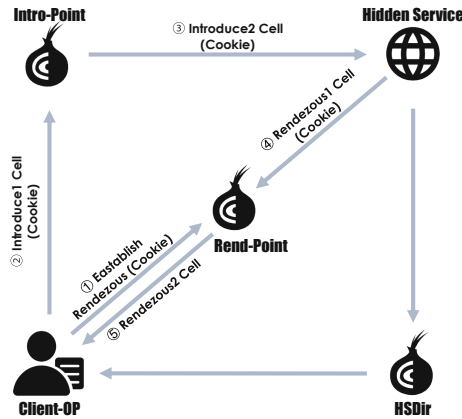 Intro-Point
Hidden Service
③ Introduce2 Cell
(Cookie)
④ Rendezous1 Cell
(Cookie)
② Introduce1 Cell
(Cookie)
Rend-Point
① Eastablish
Rendezous (Cookie)
⑤ Rendezous2 Cell
Client-OP
HSDir